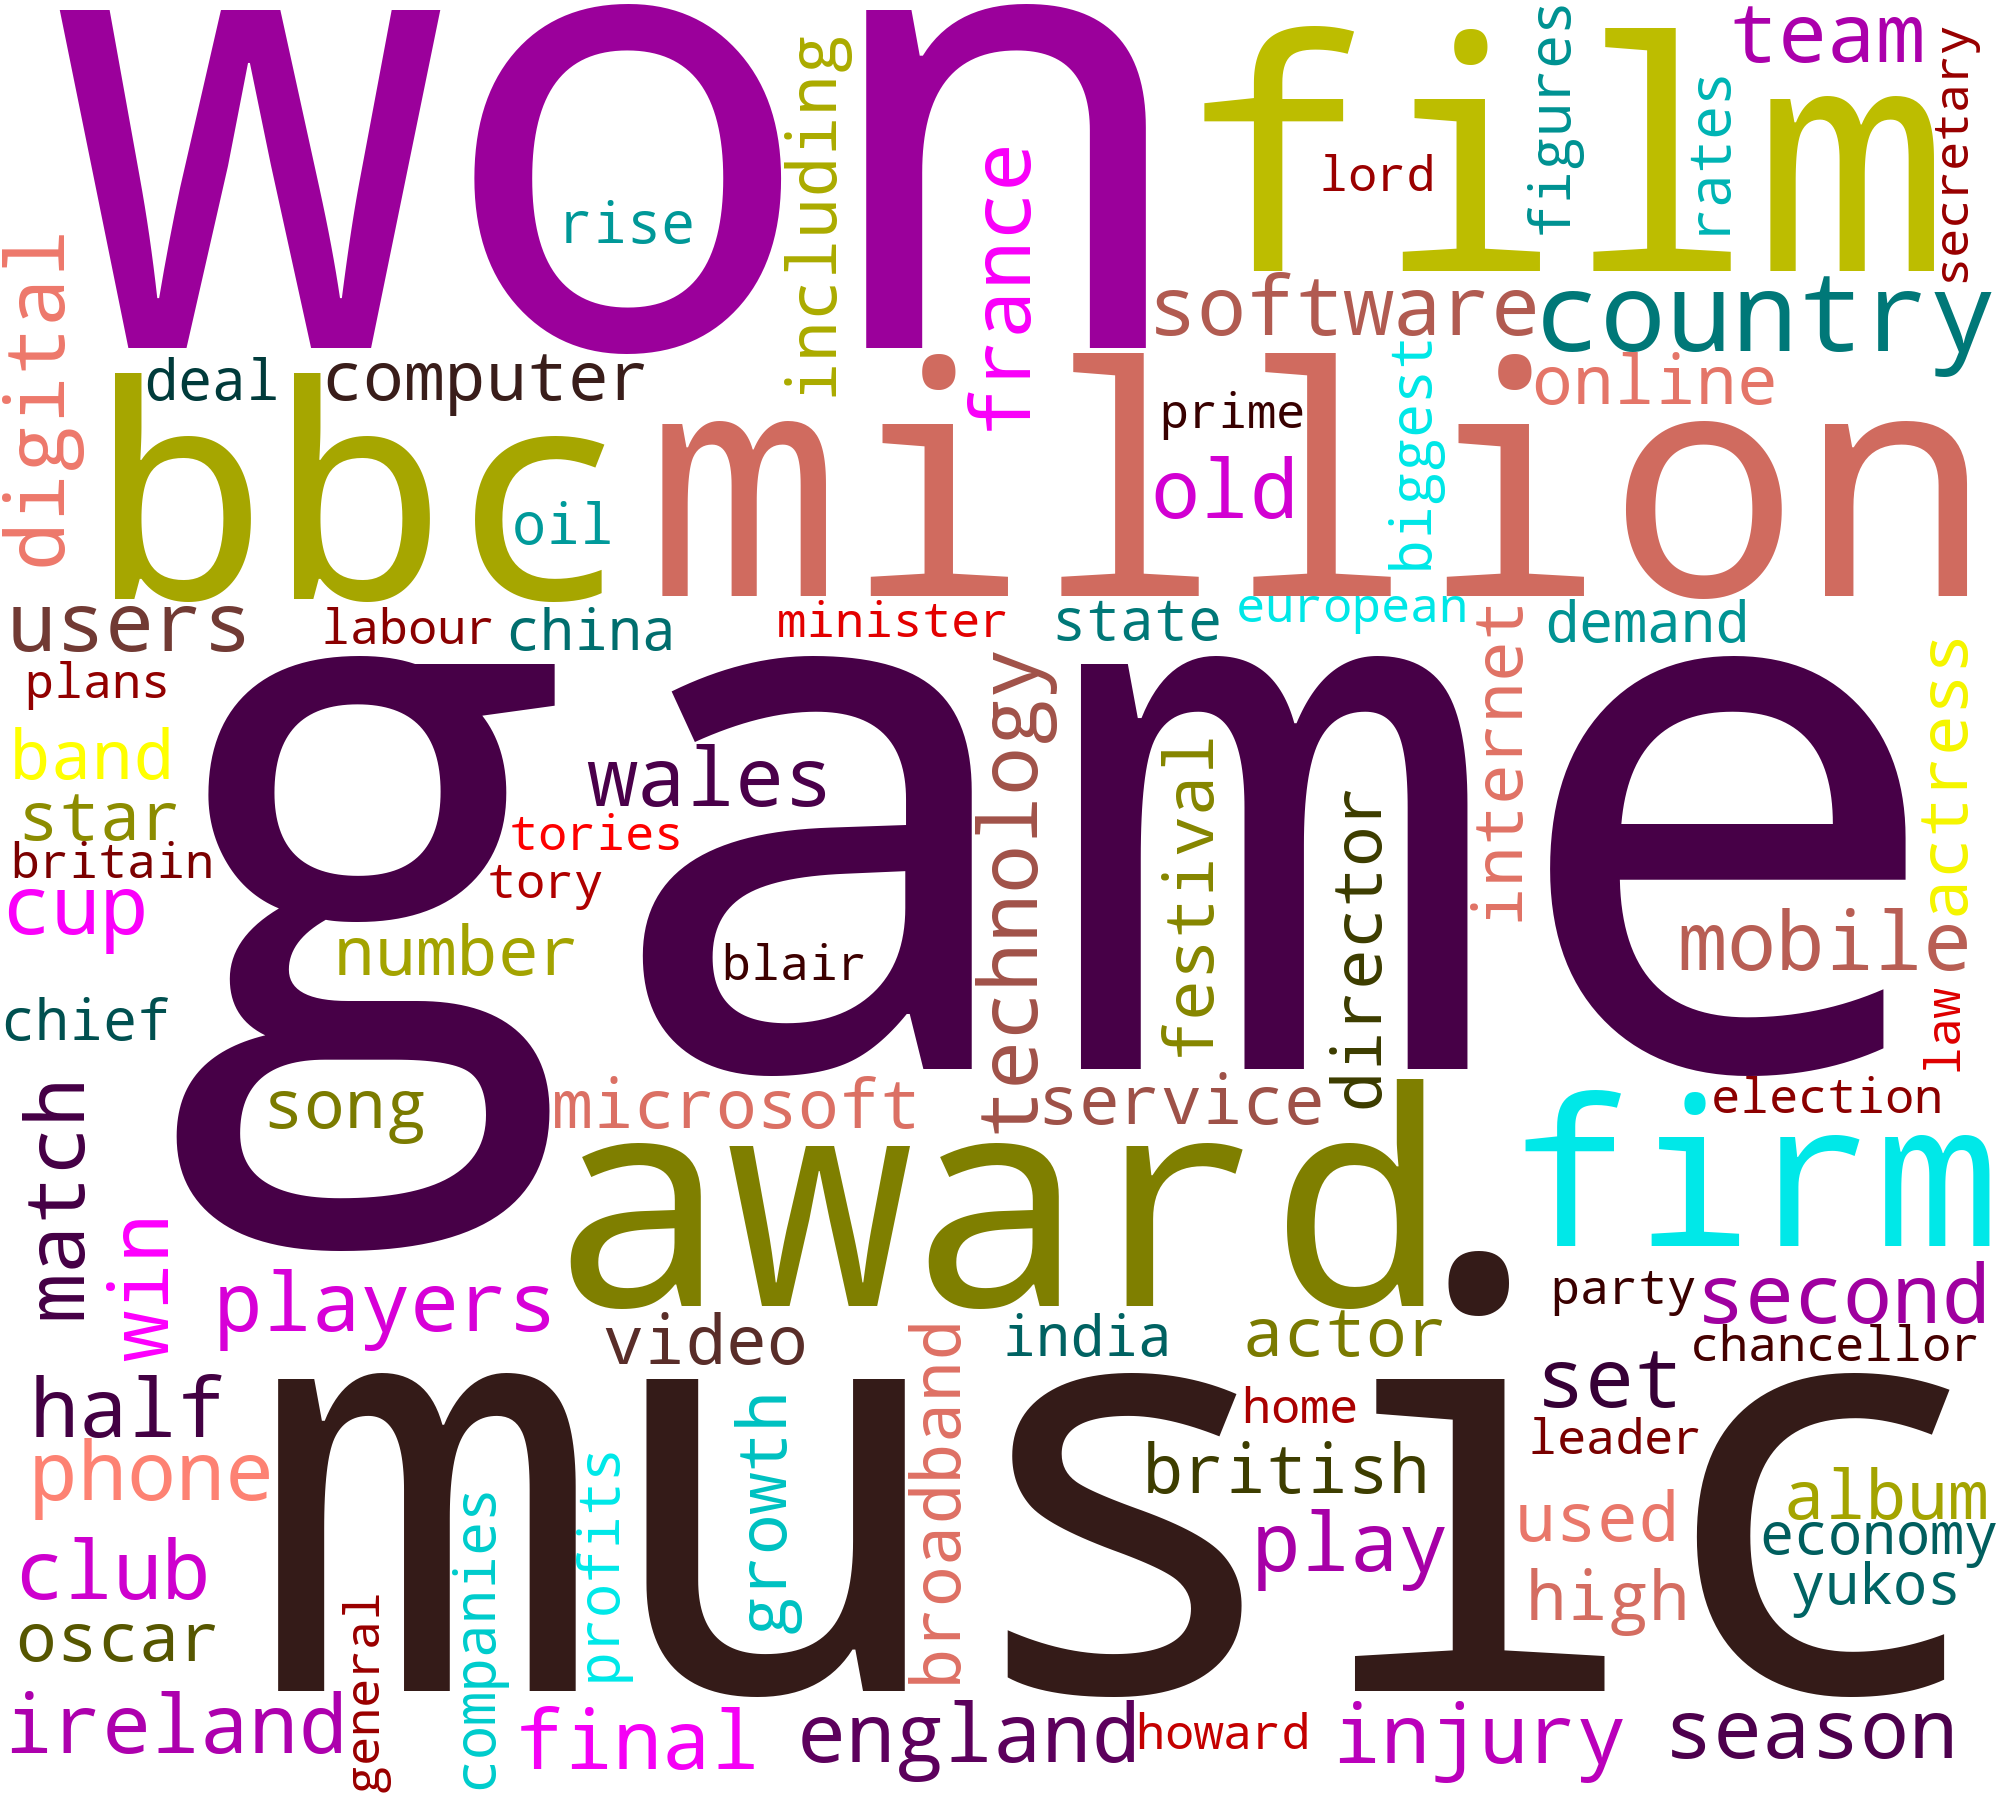 won
film
team
including
figures
secretary
rates
lord
france
rise
digital
software
country
deal
computer
biggest
online
prime
bbc
million
old
oil
users
labour
china
minister
state
european
demand
internet
plans
actress
game
technology
band
wales
festival
star
director
tories
britain
tory
cup
number
blair
mobile
chief
law
song
microsoft
service
election
match
award
firm
win
players
second
party
video
india
actor
chancellor
broadband
half
set
music
growth
home
leader
phone
british
profits
album
companies
used
play
economy
club
high
yukos
general
oscar
ireland
final
england
howard
injury
season